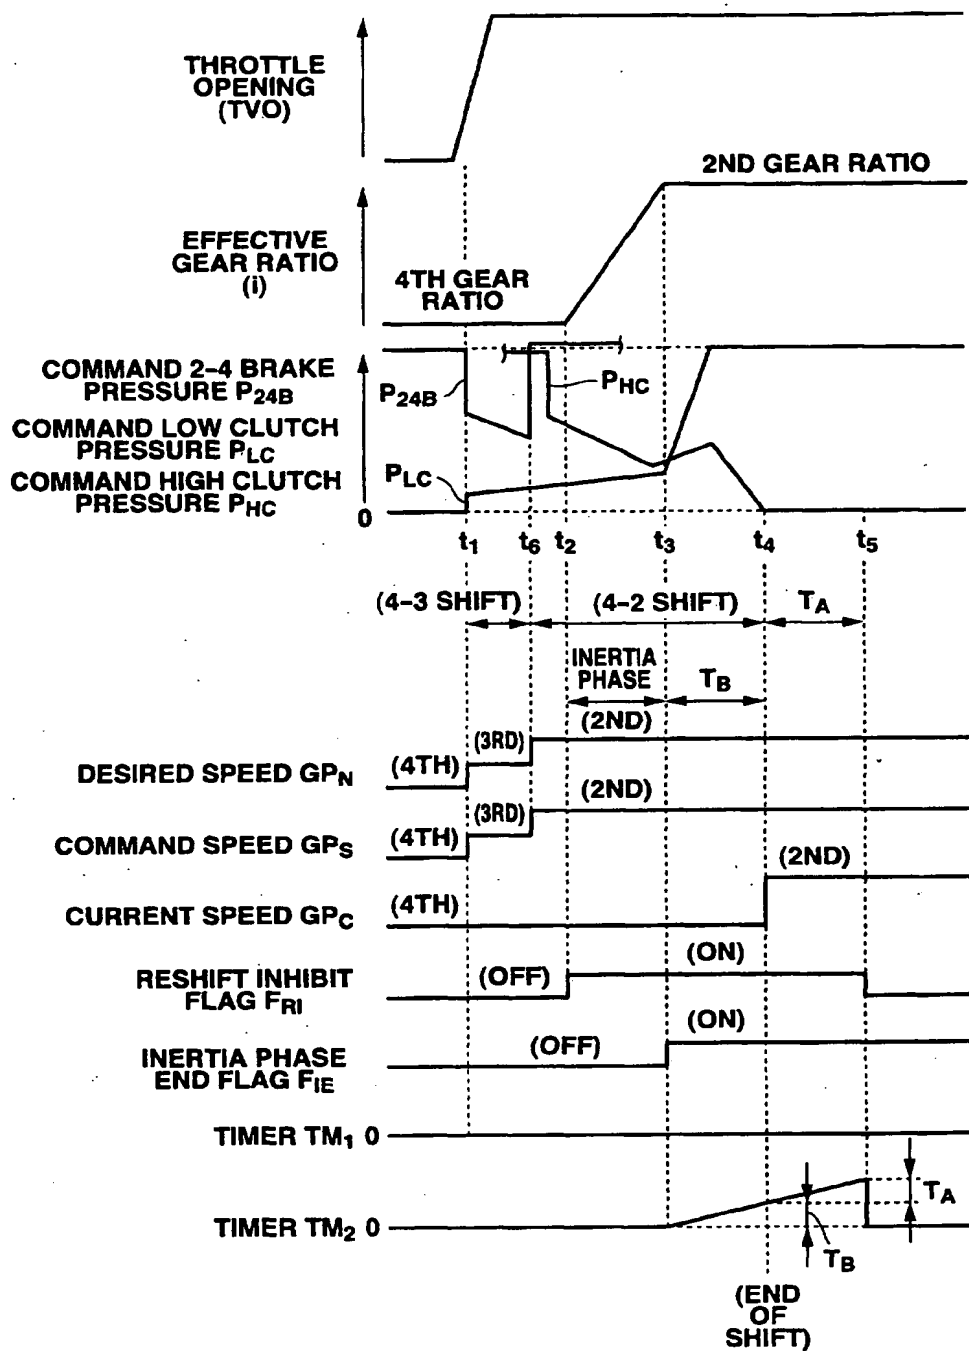 THROTTLE
OPENING
(TVO)
2ND GEAR RATIO
EFFECTIVE
GEAR RATIO
(i)
4TH GEAR
RATIO
COMMAND 2-4 BRAKE
PRESSURE P24B
COMMAND LOW CLUTCH
PRESSURE PLC
COMMAND HIGH CLUTCH
PRESSURE PHC
P24B
PHC
PLC
0
t1 t6 t2 t3 t4 t5
(4-3 SHIFT) (4-2 SHIFT) TA
INERTIA
PHASE
TB
DESIRED SPEED GPN (4TH) (3RD) (2ND)
COMMAND SPEED GPS (4TH) (3RD) (2ND)
CURRENT SPEED GPC (4TH) (2ND)
RESHIFT INHIBIT
FLAG FRI
(OFF) (ON)
INERTIA PHASE
END FLAG FIE
(OFF) (ON)
TIMER TM1 0
TIMER TM2 0
TA
TB
(END
OF
SHIFT)